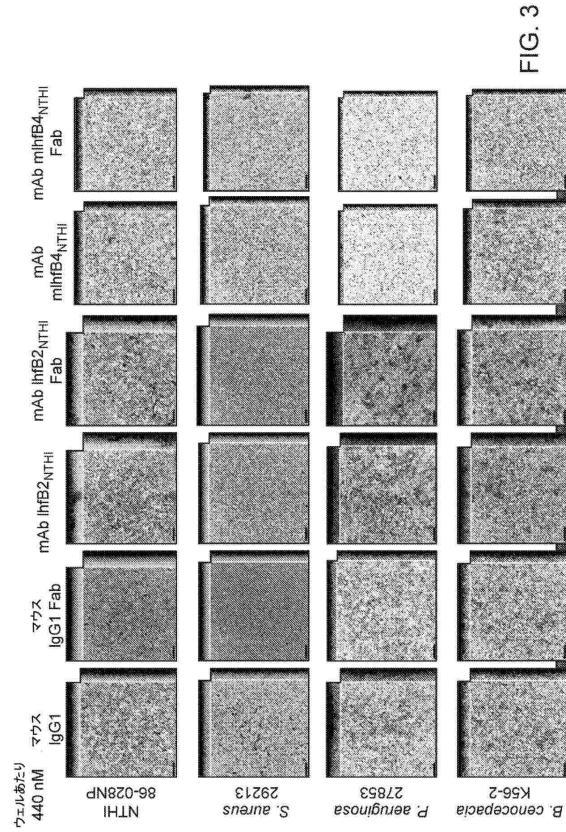 ウェルあたり
440 nM
マウス
IgG1
マウス
IgG1 Fab
mAb IhfB2NTHI
mAb IhfB2NTHI
Fab
mAb
mIhfB4NTHI
mAb mIhfB4NTHI
Fab
NTHI
86-028NP
S. aureus
29213
P. aeruginosa
27853
B. cenocepacia
K56-2
FIG. 3